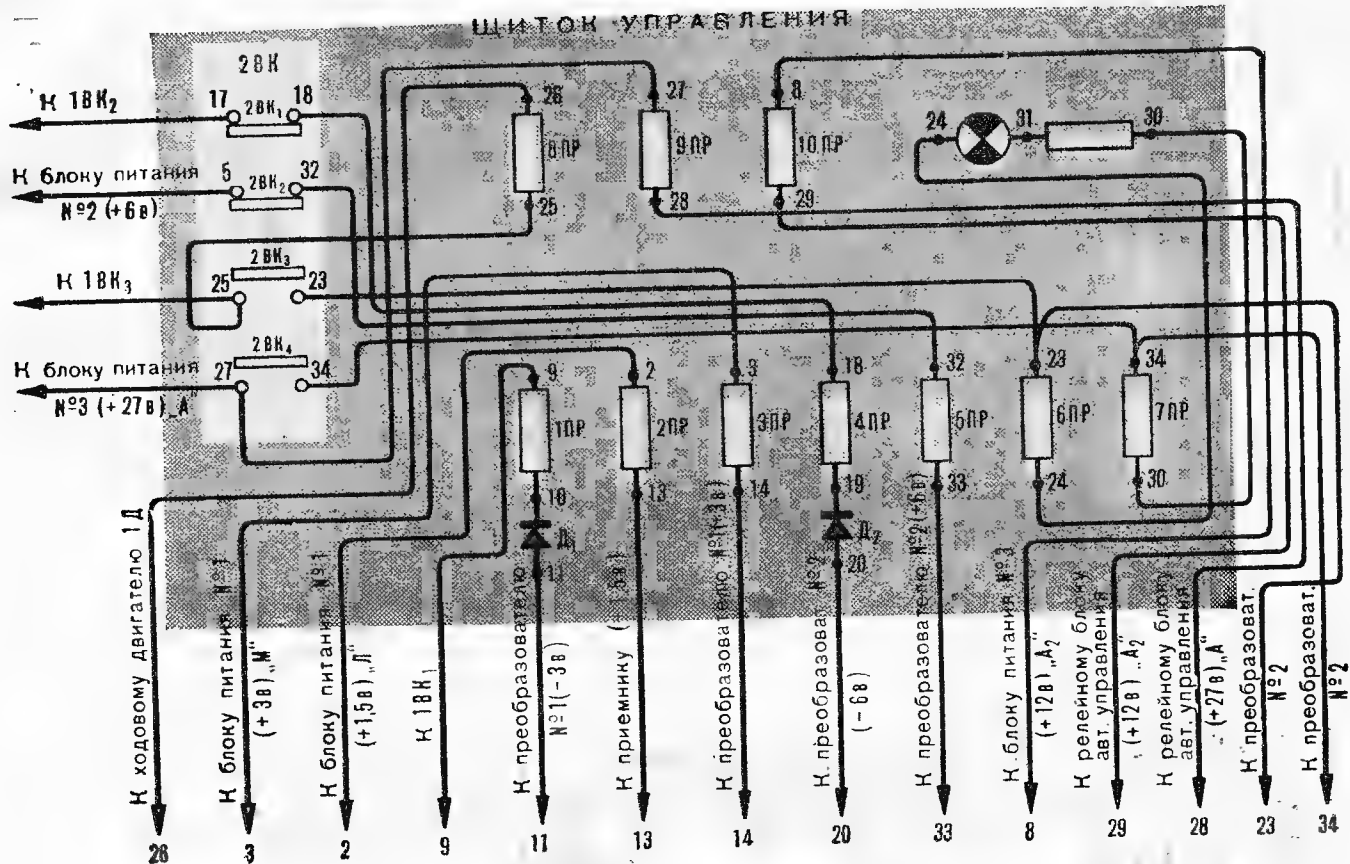 ЩИТОК УПРАВЛЕНИЯ
2ВК
К 1ВК₂
17
2ВК₁
18
К блоку питания
№2 (+6в)
5
2ВК₂
32
К 1ВК₃
25
2ВК₃
23
К блоку питания
№3 (+27в) „А"
27
2ВК₄
34
26
8ПР
25
27
9ПР
28
8
10ПР
29
24
31
30
9
1ПР
10
Д₁
11
2
2ПР
13
3
3ПР
14
18
4ПР
19
Д₂
20
32
5ПР
33
23
6ПР
24
34
7ПР
30
К ходовому двигателю 1Д
К блоку питания №1
(+3в) „М"
К блоку питания №1
(+1,5в) „Л"
К 1ВК₁
К преобразователю
№1(-3в)
К приемнику (+1,5в)
К преобразователю №1(+3в)
К преобразоват. №2
(-6в)
К преобразователю №2(+6в)
К блоку питания №3
(+12в) „А₂"
К релейному блоку
авт. управления
(+12в) „А₂"
К релейному блоку
авт. управления
(+27в) „А"
К преобразоват.
№2
К преобразоват.
№2
26
3
2
9
11
13
14
20
33
8
29
28
23
34